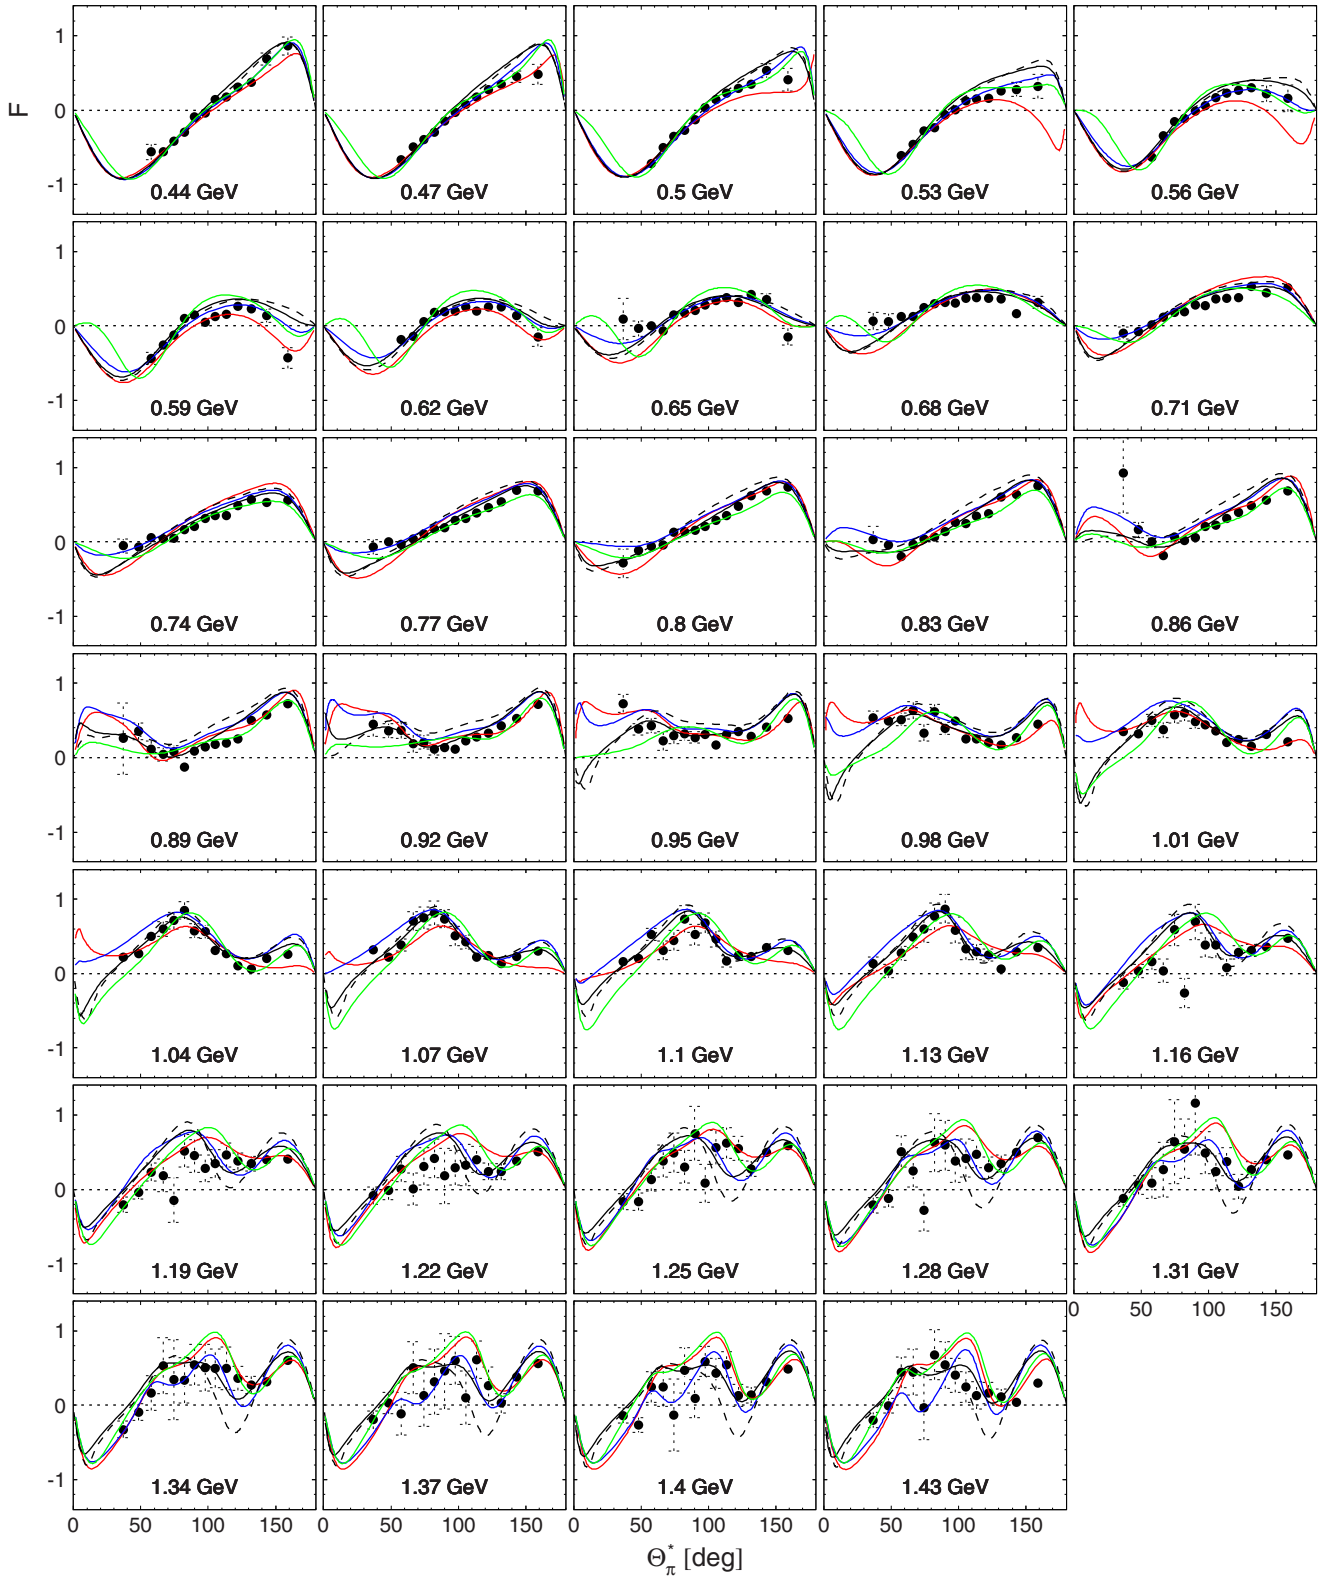 F
1
0
-1
0.44 GeV
0.47 GeV
0.5 GeV
0.53 GeV
0.56 GeV
1
0
-1
0.59 GeV
0.62 GeV
0.65 GeV
0.68 GeV
0.71 GeV
1
0
-1
0.74 GeV
0.77 GeV
0.8 GeV
0.83 GeV
0.86 GeV
1
0
-1
0.89 GeV
0.92 GeV
0.95 GeV
0.98 GeV
1.01 GeV
1
0
-1
1.04 GeV
1.07 GeV
1.1 GeV
1.13 GeV
1.16 GeV
1
0
-1
1.19 GeV
1.22 GeV
1.25 GeV
1.28 GeV
1.31 GeV
0 50 100 150
1
0
-1
1.34 GeV
1.37 GeV
1.4 GeV
1.43 GeV
0 50 100 150 0 50 100 150 0 50 100 150 0 50 100 150
Θ*π [deg]